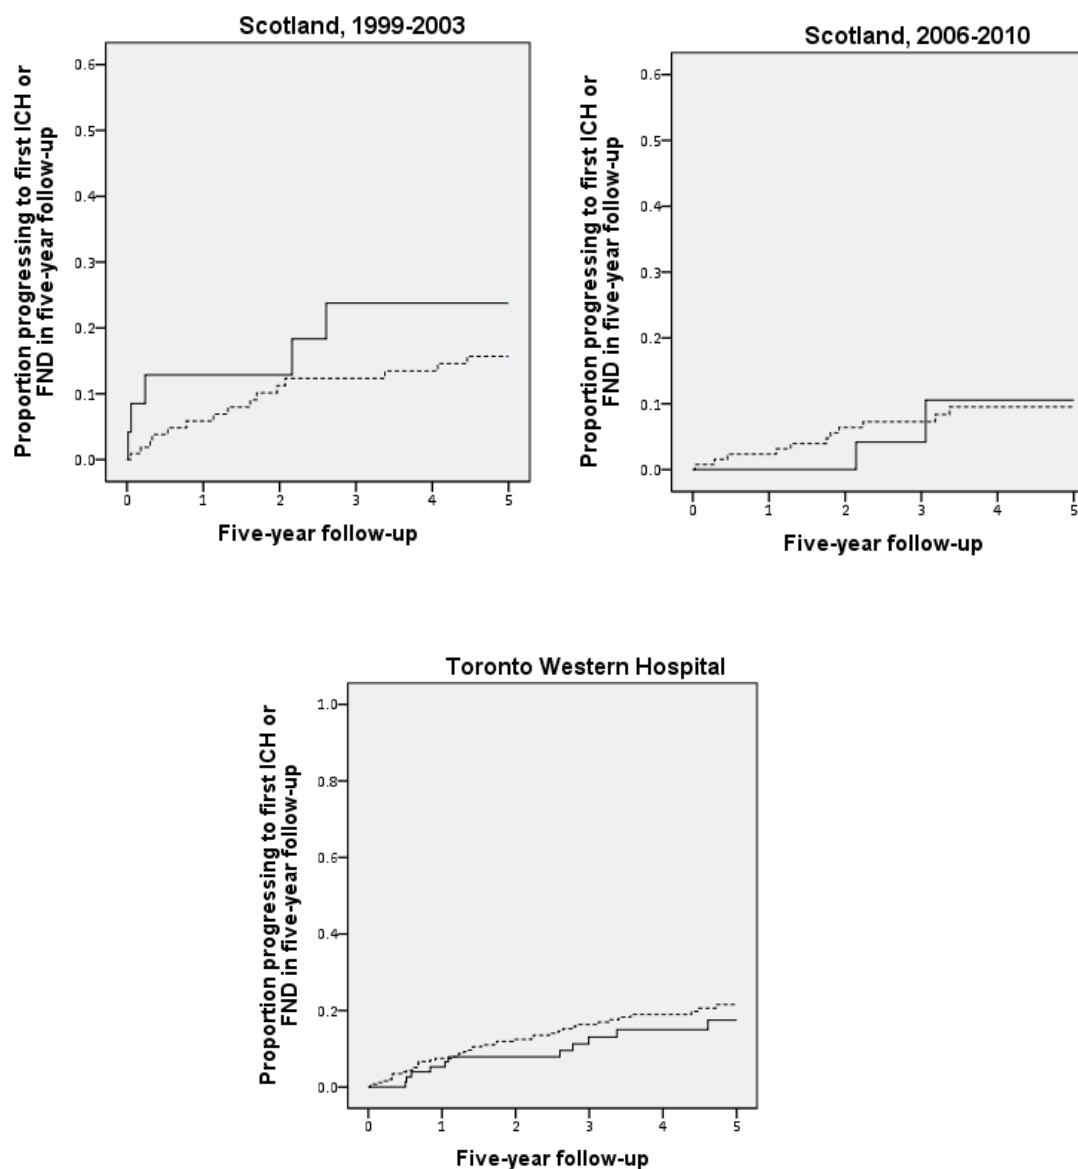 Scotland, 1999-2003
Proportion progressing to first ICH or
FND in five-year follow-up
0.6
0.5
0.4
0.3
0.2
0.1
0.0
0 1 2 3 4 5
Five-year follow-up
Scotland, 2006-2010
Proportion progressing to first ICH or
FND in five-year follow-up
0.6
0.5
0.4
0.3
0.2
0.1
0.0
0 1 2 3 4 5
Five-year follow-up
Toronto Western Hospital
Proportion progressing to first ICH or
FND in five-year follow-up
1.0
0.8
0.6
0.4
0.2
0.0
0 1 2 3 4 5
Five-year follow-up